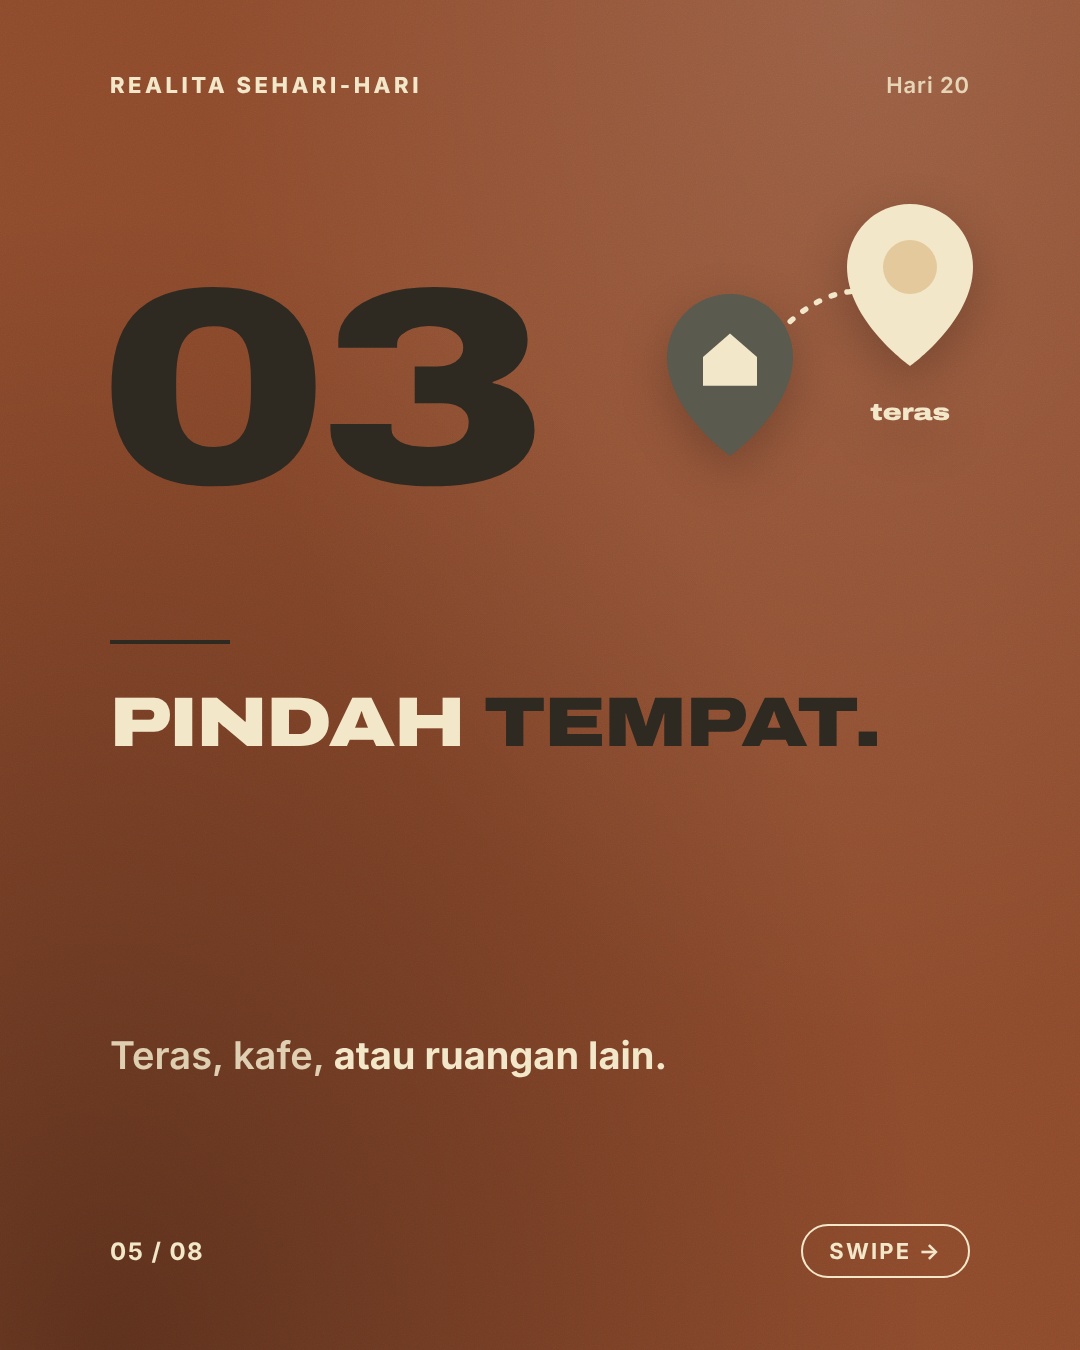 REALITA SEHARI-HARI
Hari 20
03
teras
PINDAH TEMPAT.
Teras, kafe, atau ruangan lain.
05 / 08
SWIPE →